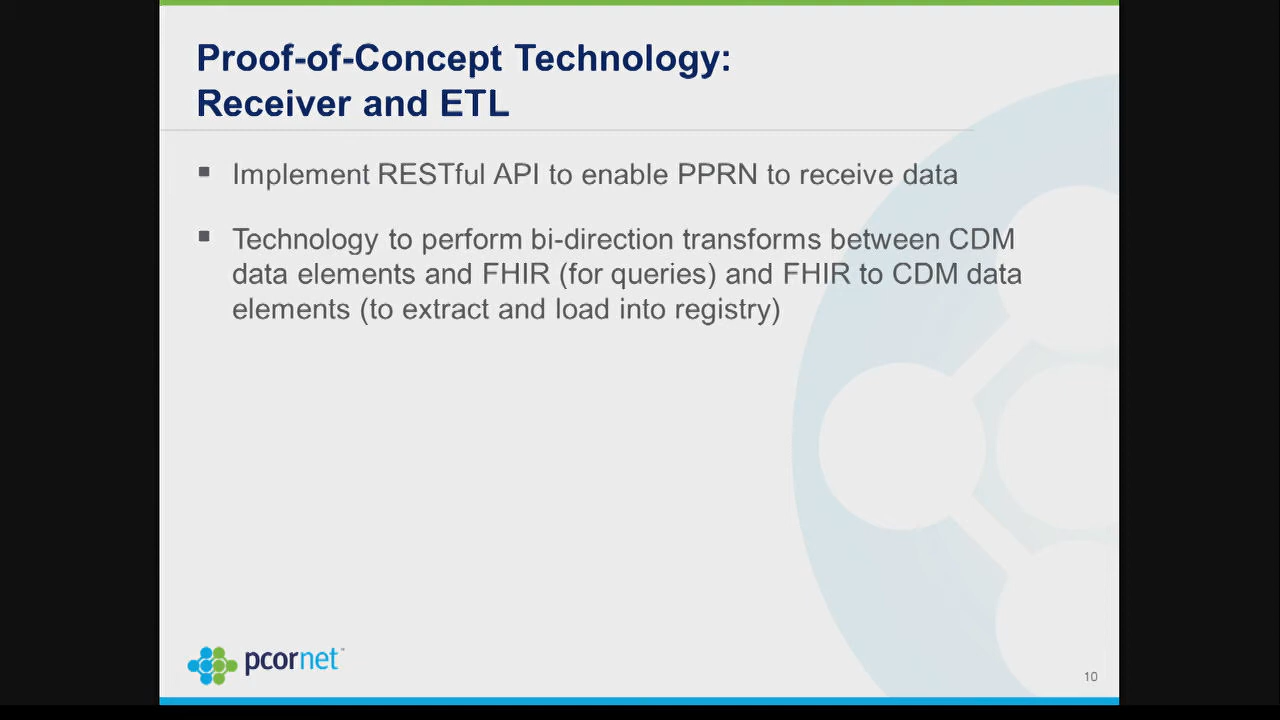 Proof-of-Concept Technology:
Receiver and ETL
▪ Implement RESTful API to enable PPRN to receive data
▪ Technology to perform bi-direction transforms between CDM
data elements and FHIR (for queries) and FHIR to CDM data
elements (to extract and load into registry)
pcornet™
10